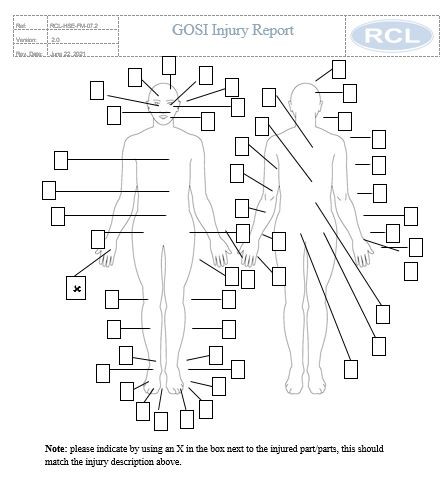 Ref: RCL-HSE-FM-07.2
GOSI Injury Report
RCL
Version: 2.0
Rev. Date: June 22, 2021
x
Note: please indicate by using an X in the box next to the injured part/parts, this should
match the injury description above.